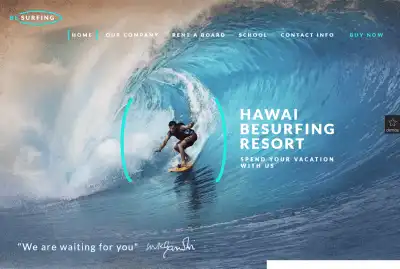 BESURFING
HOME OUR COMPANY RENT A BOARD SCHOOL CONTACT INFO BUY NOW
HAWAI
BESURFING
RESORT
SPEND YOUR VACATION
WITH US
"We are waiting for you"